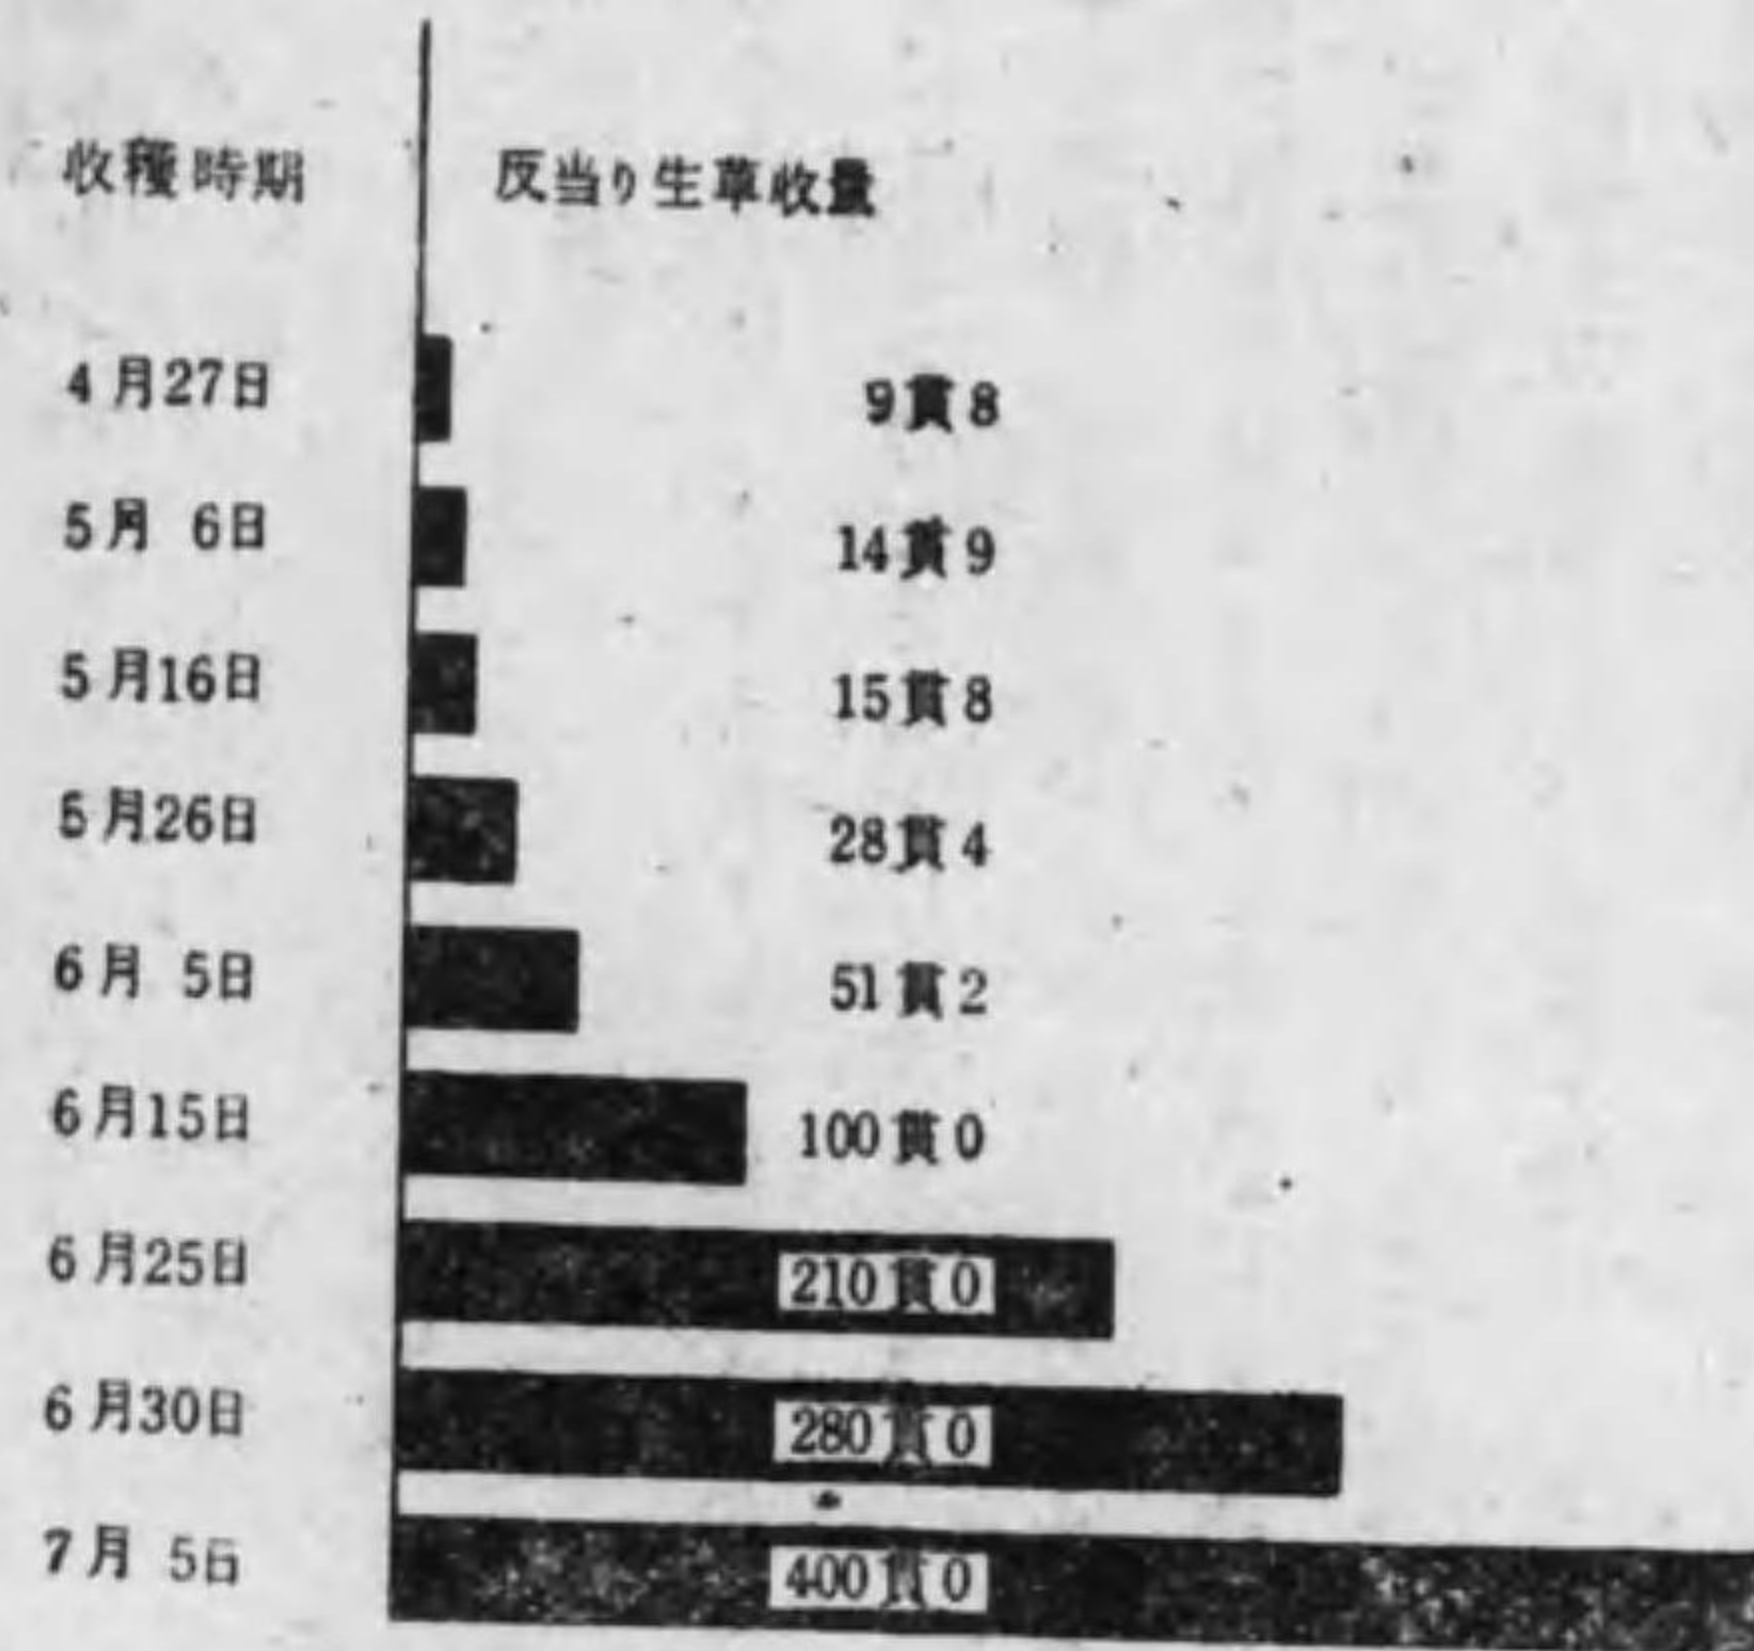 收穫時期 反当り生草收量
4月27日 9貫8
5月 6日 14貫9
5月16日 15貫8
5月26日 28貫4
6月 5日 51貫2
6月15日 100貫0
6月25日 210貫0
6月30日 280貫0
7月 5日 400貫0